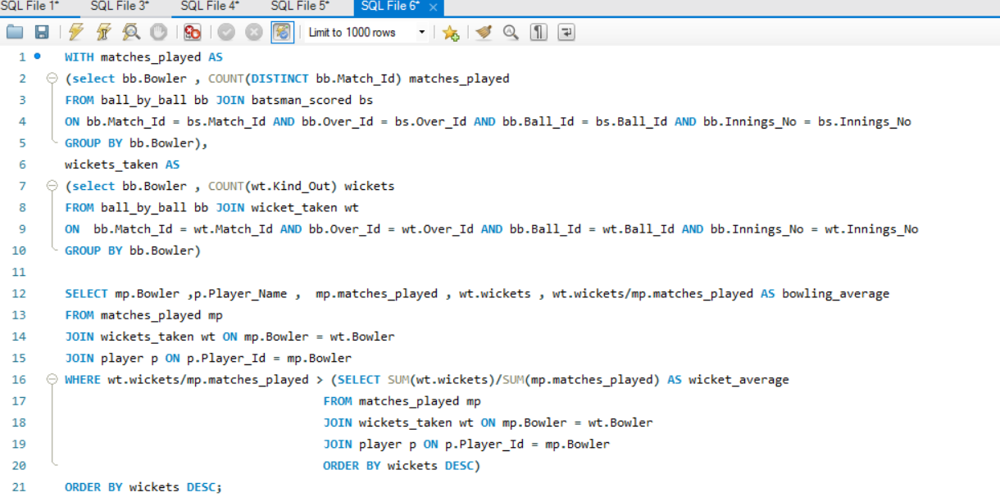 SQL File 1* SQL File 3* SQL File 4* SQL File 5* SQL File 6* ×
Limit to 1000 rows
1 WITH matches_played AS
2 (select bb.Bowler , COUNT(DISTINCT bb.Match_Id) matches_played
3 FROM ball_by_ball bb JOIN batsman_scored bs
4 ON bb.Match_Id = bs.Match_Id AND bb.Over_Id = bs.Over_Id AND bb.Ball_Id = bs.Ball_Id AND bb.Innings_No = bs.Innings_No
5 GROUP BY bb.Bowler),
6 wickets_taken AS
7 (select bb.Bowler , COUNT(wt.Kind_Out) wickets
8 FROM ball_by_ball bb JOIN wicket_taken wt
9 ON  bb.Match_Id = wt.Match_Id AND bb.Over_Id = wt.Over_Id AND bb.Ball_Id = wt.Ball_Id AND bb.Innings_No = wt.Innings_No
10 GROUP BY bb.Bowler)
11
12 SELECT mp.Bowler ,p.Player_Name ,  mp.matches_played , wt.wickets , wt.wickets/mp.matches_played AS bowling_average
13 FROM matches_played mp
14 JOIN wickets_taken wt ON mp.Bowler = wt.Bowler
15 JOIN player p ON p.Player_Id = mp.Bowler
16 WHERE wt.wickets/mp.matches_played > (SELECT SUM(wt.wickets)/SUM(mp.matches_played) AS wicket_average
17 FROM matches_played mp
18 JOIN wickets_taken wt ON mp.Bowler = wt.Bowler
19 JOIN player p ON p.Player_Id = mp.Bowler
20 ORDER BY wickets DESC)
21 ORDER BY wickets DESC;